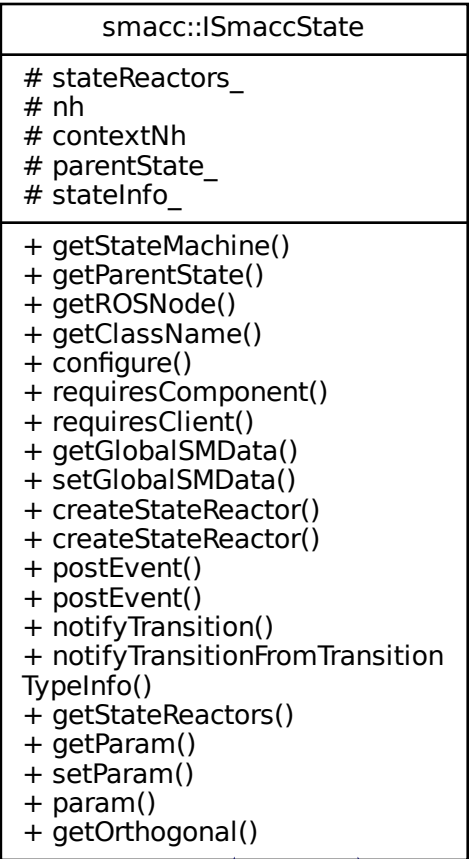 smacc::ISmaccState
# stateReactors_
# nh
# contextNh
# parentState_
# stateInfo_
+ getStateMachine()
+ getParentState()
+ getROSNode()
+ getClassName()
+ configure()
+ requiresComponent()
+ requiresClient()
+ getGlobalSMData()
+ setGlobalSMData()
+ createStateReactor()
+ createStateReactor()
+ postEvent()
+ postEvent()
+ notifyTransition()
+ notifyTransitionFromTransition
TypeInfo()
+ getStateReactors()
+ getParam()
+ setParam()
+ param()
+ getOrthogonal()